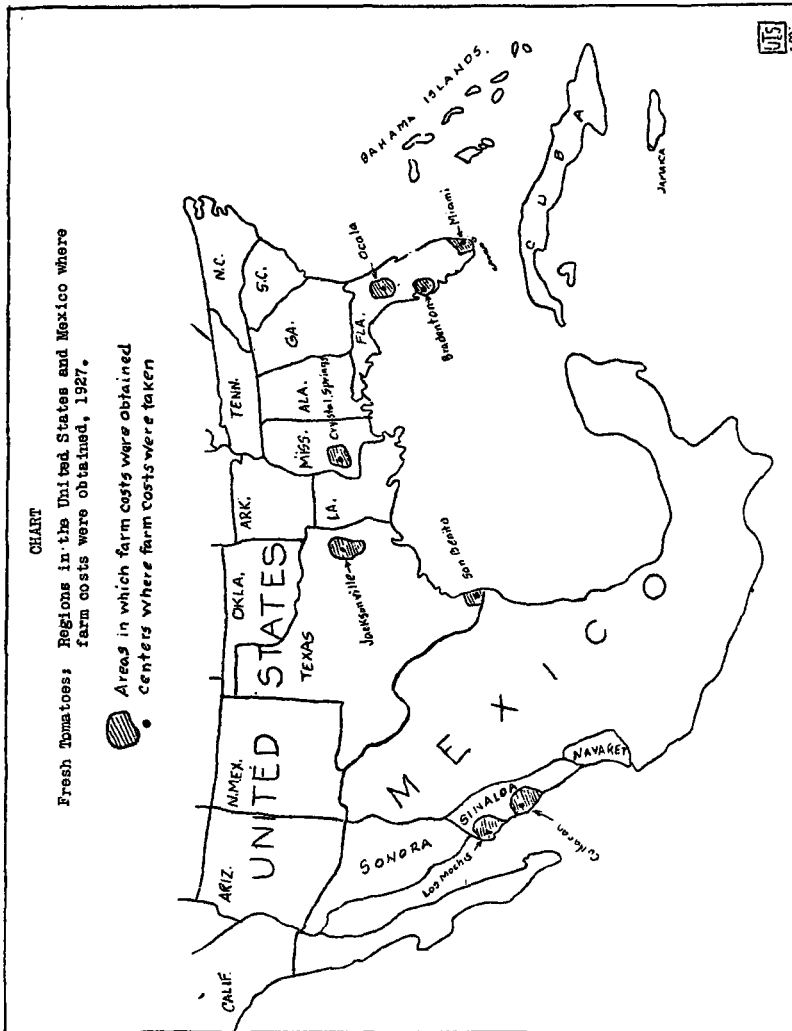 CHART
Fresh Tomatoes; Regions in the United States and Mexico where
farm costs were obtained, 1927.
Areas in which farm costs were obtained
• Centers where farm costs were taken
CALIF.
ARIZ.
N.MEX.
OKLA.
ARK.
TENN.
N.C.
S.C.
GA.
ALA.
MISS.
LA.
FLA.
UNITED
STATES
TEXAS
Crystal Springs
Jacksonville
Ocala
Bradenton
Miami
San Benito
BAHAMA ISLANDS.
CUBA
JAMAICA
MEXICO
SONORA
SINALOA
NAVARET
Los Mochis
Culiacan